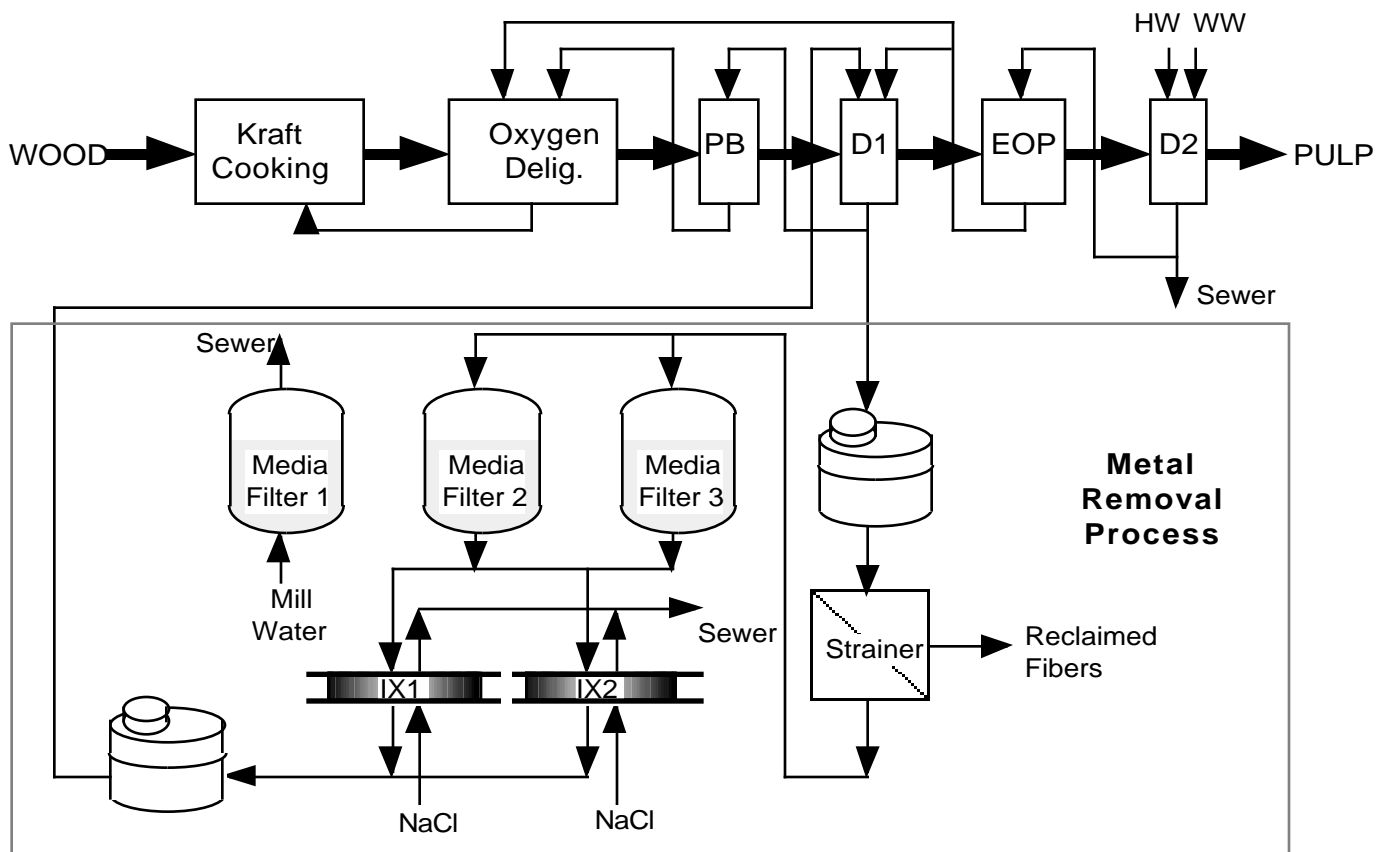 HW WW
WOOD
Kraft
Cooking
Oxygen
Delig.
PB
D1
EOP
D2
PULP
Sewer
Sewer
Media
Filter 1
Media
Filter 2
Media
Filter 3
Metal
Removal
Process
Mill
Water
Sewer
Strainer
Reclaimed
Fibers
IX1
IX2
NaCl
NaCl